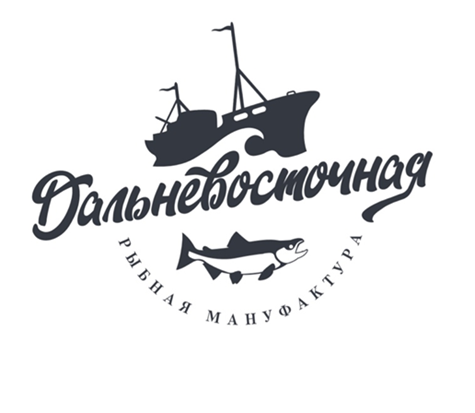 Дальневосточная
РЫБНАЯ МАНУФАКТУРА